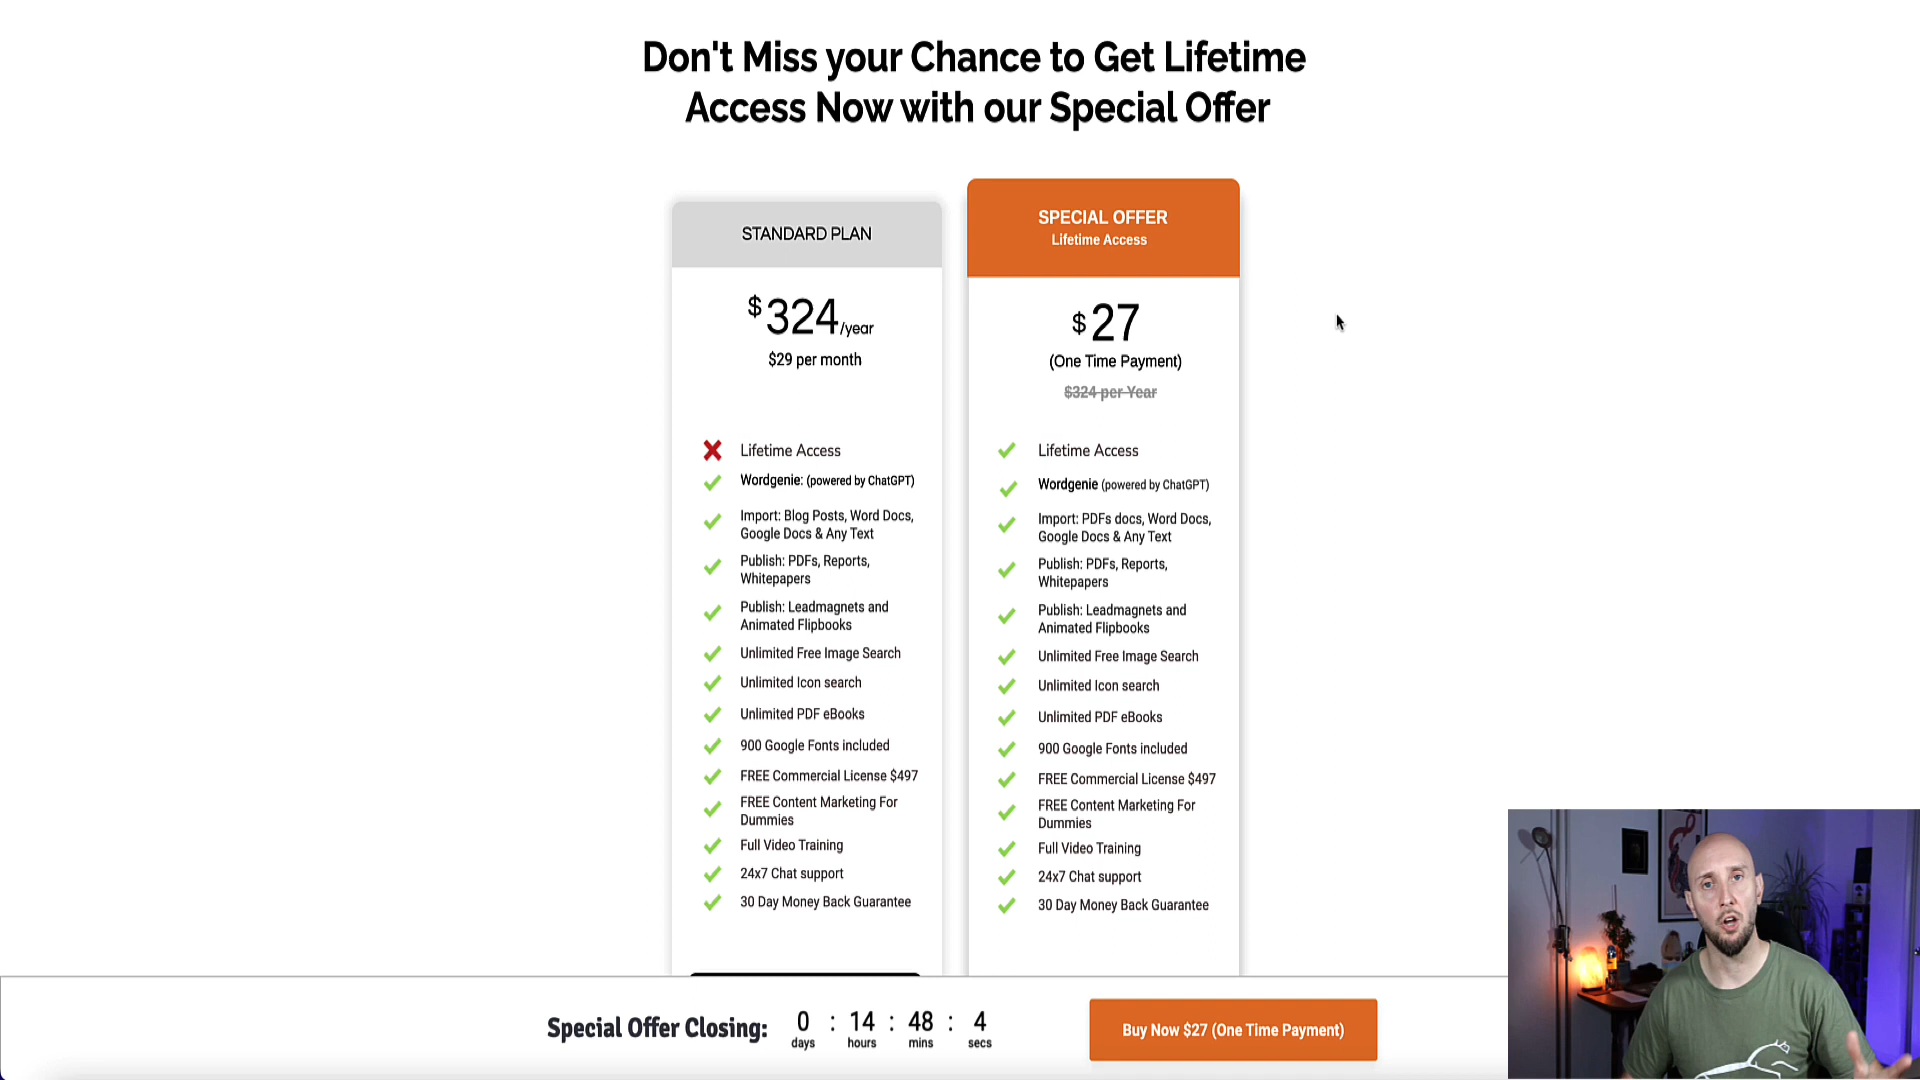 Don't Miss your Chance to Get Lifetime
Access Now with our Special Offer
STANDARD PLAN
$324/year
$29 per month
Lifetime Access
Wordgenie: (powered by ChatGPT)
Import: Blog Posts, Word Docs,
Google Docs & Any Text
Publish: PDFs, Reports,
Whitepapers
Publish: Leadmagnets and
Animated Flipbooks
Unlimited Free Image Search
Unlimited Icon search
Unlimited PDF eBooks
900 Google Fonts included
FREE Commercial License $497
FREE Content Marketing For
Dummies
Full Video Training
24x7 Chat support
30 Day Money Back Guarantee
SPECIAL OFFER
Lifetime Access
$27
(One Time Payment)
$324 per Year
Lifetime Access
Wordgenie (powered by ChatGPT)
Import: PDFs docs, Word Docs,
Google Docs & Any Text
Publish: PDFs, Reports,
Whitepapers
Publish: Leadmagnets and
Animated Flipbooks
Unlimited Free Image Search
Unlimited Icon search
Unlimited PDF eBooks
900 Google Fonts included
FREE Commercial License $497
FREE Content Marketing For
Dummies
Full Video Training
24x7 Chat support
30 Day Money Back Guarantee
Special Offer Closing:
0 : 14 : 48 : 4
days hours mins secs
Buy Now $27 (One Time Payment)